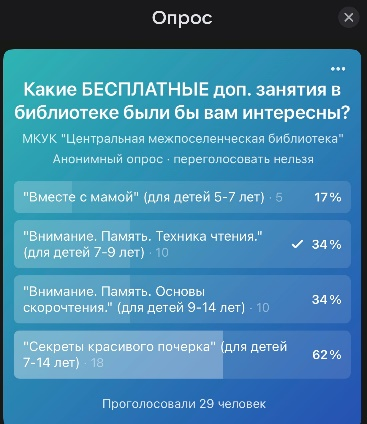 Опрос
Какие БЕСПЛАТНЫЕ доп. занятия в
библиотеке были бы вам интересны?
МКУК "Центральная межпоселенческая библиотека"
Анонимный опрос · переголосовать нельзя
"Вместе с мамой" (для детей 5-7 лет) · 5 17%
"Внимание. Память. Техника чтения."
(для детей 7-9 лет) · 10 34%
"Внимание. Память. Основы
скорочтения." (для детей 9-14 лет) · 10 34%
"Секреты красивого почерка" (для детей
7-14 лет) · 18 62%
Проголосовали 29 человек